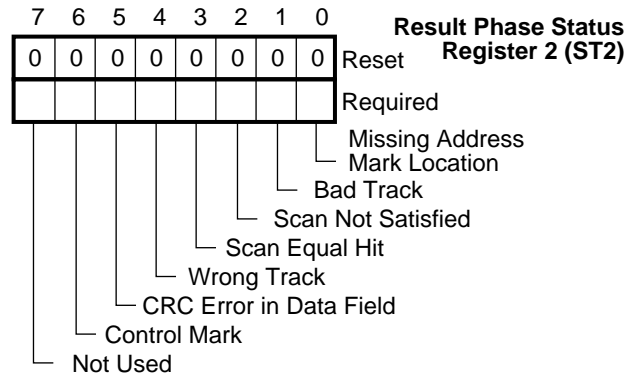 7 6 5 4 3 2 1 0
Result Phase Status
Register 2 (ST2)
0 0 0 0 0 0 0 0 Reset
Required
Missing Address
Mark Location
Bad Track
Scan Not Satisfied
Scan Equal Hit
Wrong Track
CRC Error in Data Field
Control Mark
Not Used